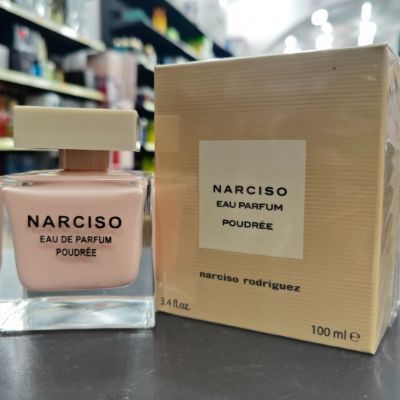 NARCISO
EAU DE PARFUM
POUDRÉE
NARCISO
EAU PARFUM
POUDRÉE
narciso rodriguez
3.4 fl.oz.
100 ml ℮